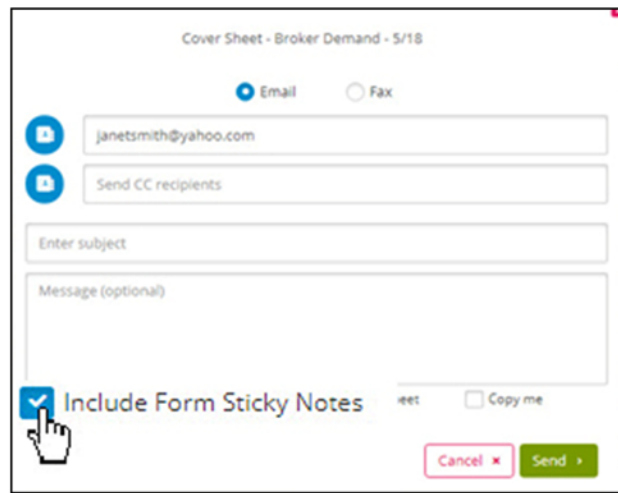 Cover Sheet - Broker Demand - 5/18
Email Fax
janetsmith@yahoo.com
Send CC recipients
Enter subject
Message (optional)
Include Form Sticky Notes Copy me
Cancel × Send ›